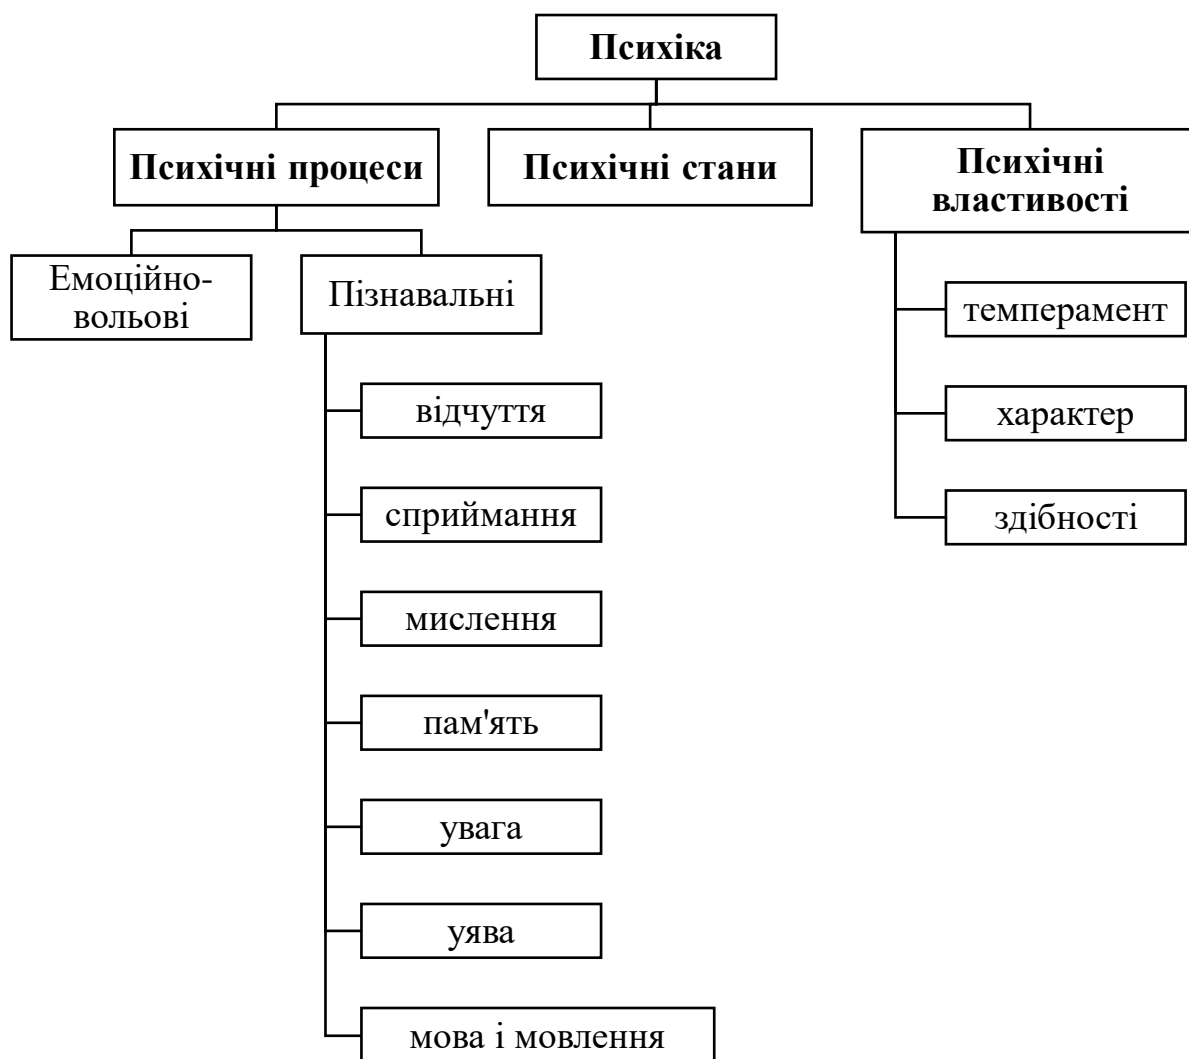 Психіка
Психічні процеси
Психічні стани
Психічні
властивості
Емоційно-
вольові
Пізнавальні
темперамент
характер
здібності
відчуття
сприймання
мислення
пам'ять
увага
уява
мова і мовлення